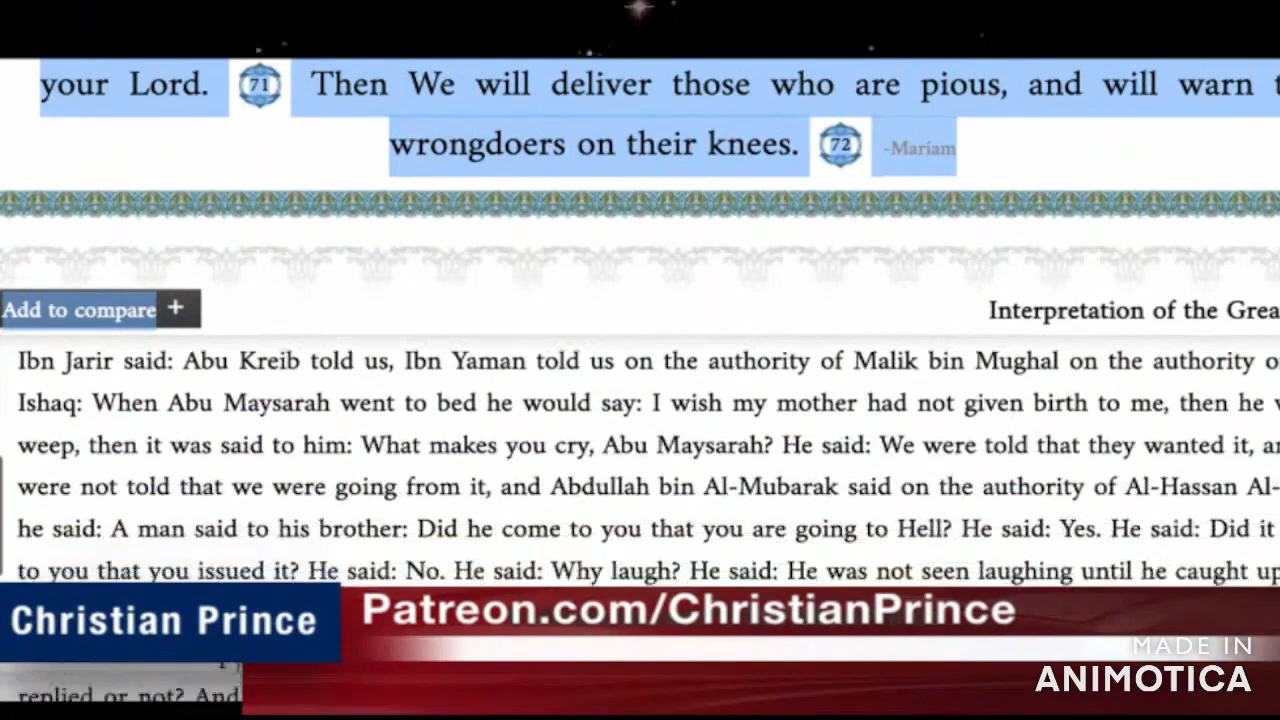 your Lord. 71 Then We will deliver those who are pious, and will warn
wrongdoers on their knees. 72 -Mariam
Add to compare +
Interpretation of the Grea
Ibn Jarir said: Abu Kreib told us, Ibn Yaman told us on the authority of Malik bin Mughal on the authority
Ishaq: When Abu Maysarah went to bed he would say: I wish my mother had not given birth to me, then he
weep, then it was said to him: What makes you cry, Abu Maysarah? He said: We were told that they wanted it,
were not told that we were going from it, and Abdullah bin Al-Mubarak said on the authority of Al-Hassan Al-
he said: A man said to his brother: Did he come to you that you are going to Hell? He said: Yes. He said: Did it
to you that you issued it? He said: No. He said: Why laugh? He said: He was not seen laughing until he caught up
Christian Prince
Patreon.com/ChristianPrince
replied or not? And
MADE IN
ANIMOTICA